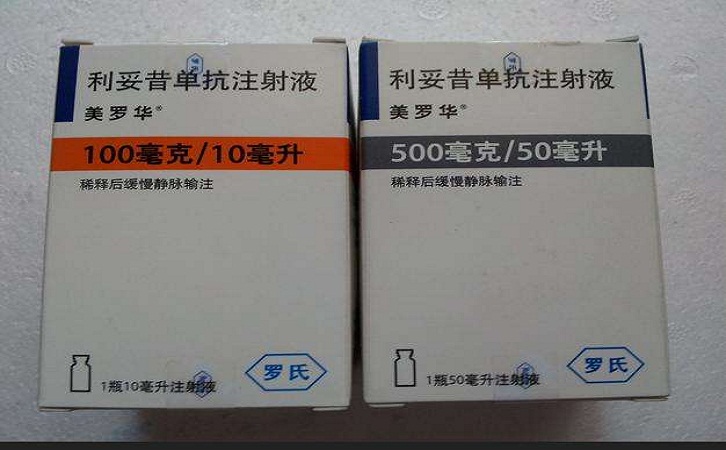 利妥昔单抗注射液
美罗华®
100毫克/10毫升
稀释后缓慢静脉输注
1瓶10毫升注射液
罗氏
利妥昔单抗注射液
美罗华®
500毫克/50毫升
稀释后缓慢静脉输注
1瓶50毫升注射液
罗氏